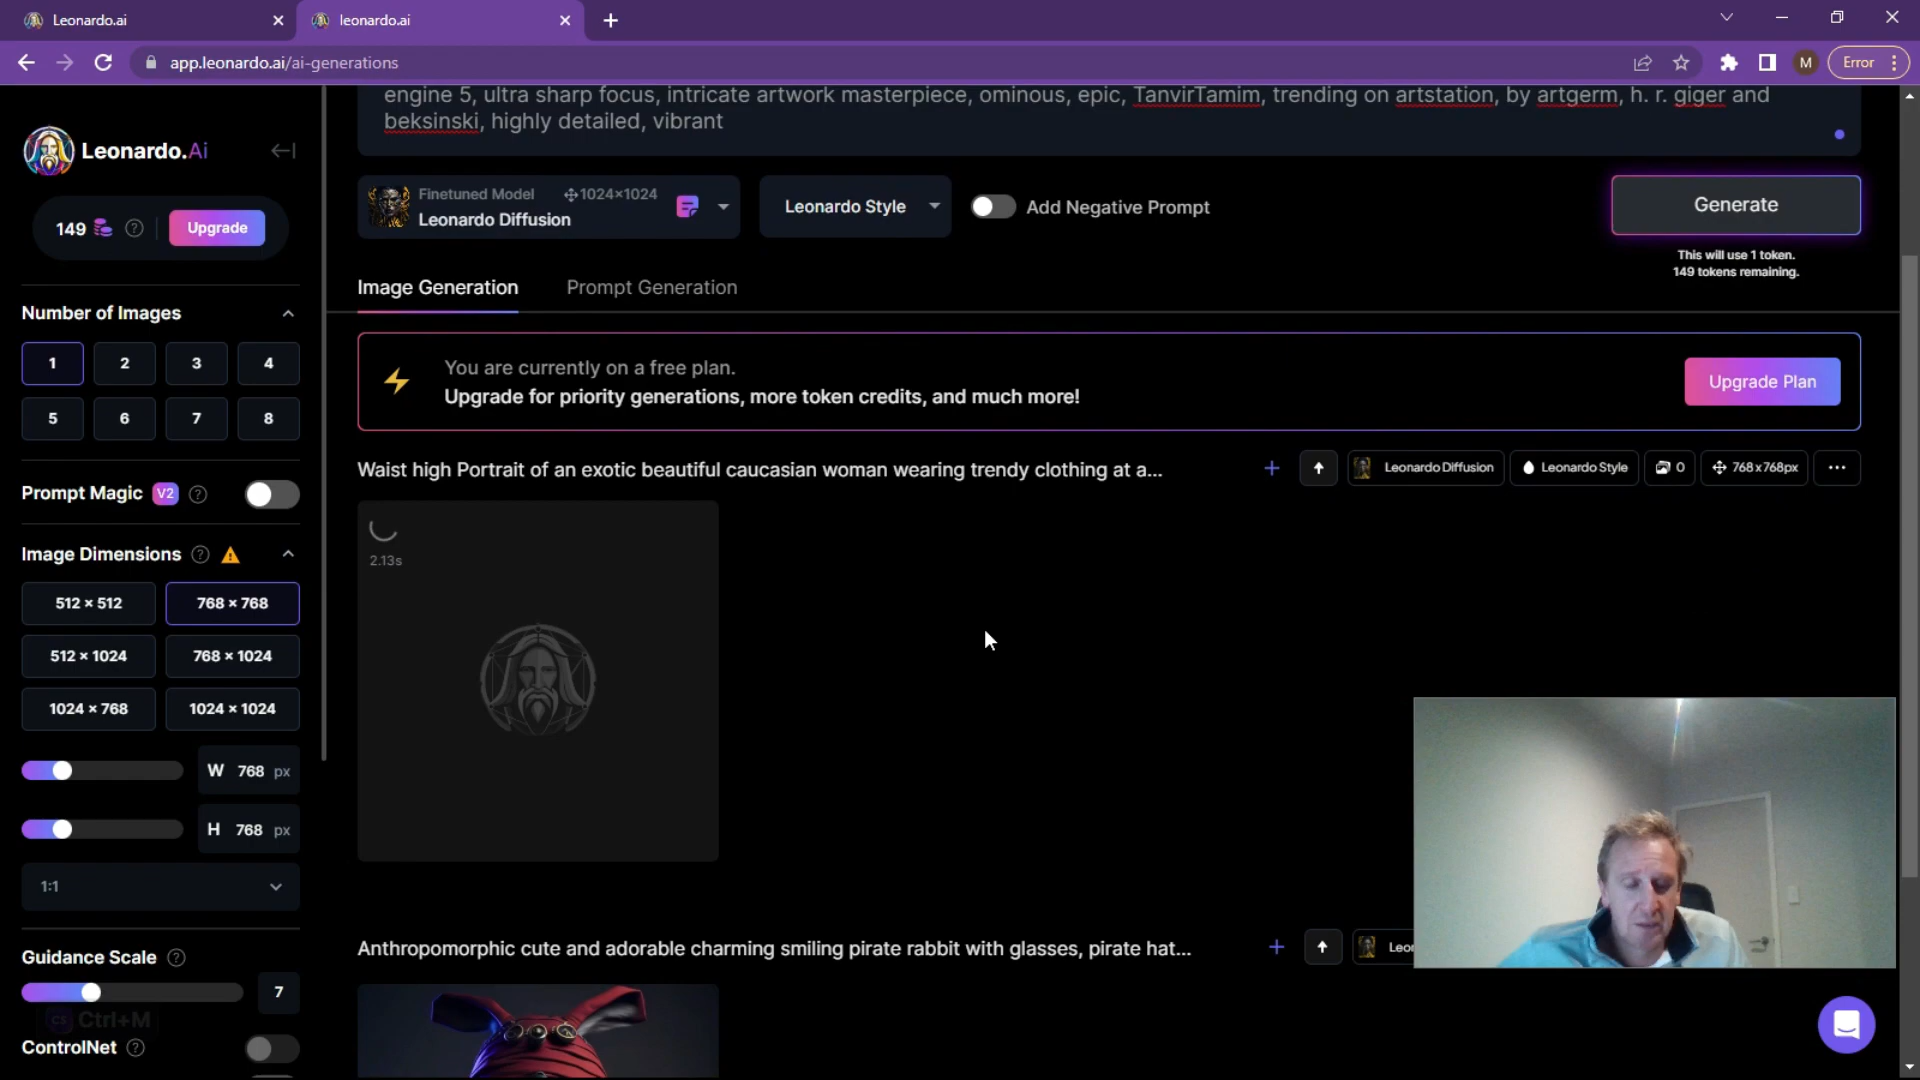 Leonardo.ai
leonardo.ai
app.leonardo.ai/ai-generations
M
Error
engine 5, ultra sharp focus, intricate artwork masterpiece, ominous, epic, TanvirTamim, trending on artstation, by artgerm, h. r. giger and
beksinski, highly detailed, vibrant
Leonardo.Ai
149
Upgrade
Finetuned Model
1024×1024
Leonardo Diffusion
Leonardo Style
Add Negative Prompt
Generate
This will use 1 token.
149 tokens remaining.
Image Generation
Prompt Generation
Number of Images
1 2 3 4
5 6 7 8
You are currently on a free plan.
Upgrade for priority generations, more token credits, and much more!
Upgrade Plan
Waist high Portrait of an exotic beautiful caucasian woman wearing trendy clothing at a...
Leonardo Diffusion
Leonardo Style
0
768 x 768px
Prompt Magic V2 ?
2.13s
Image Dimensions ?
512 × 512
768 × 768
512 × 1024
768 × 1024
1024 × 768
1024 × 1024
W 768 px
H 768 px
1:1
Anthropomorphic cute and adorable charming smiling pirate rabbit with glasses, pirate hat...
Leo
Guidance Scale ?
7
CS Ctrl+M
ControlNet ?